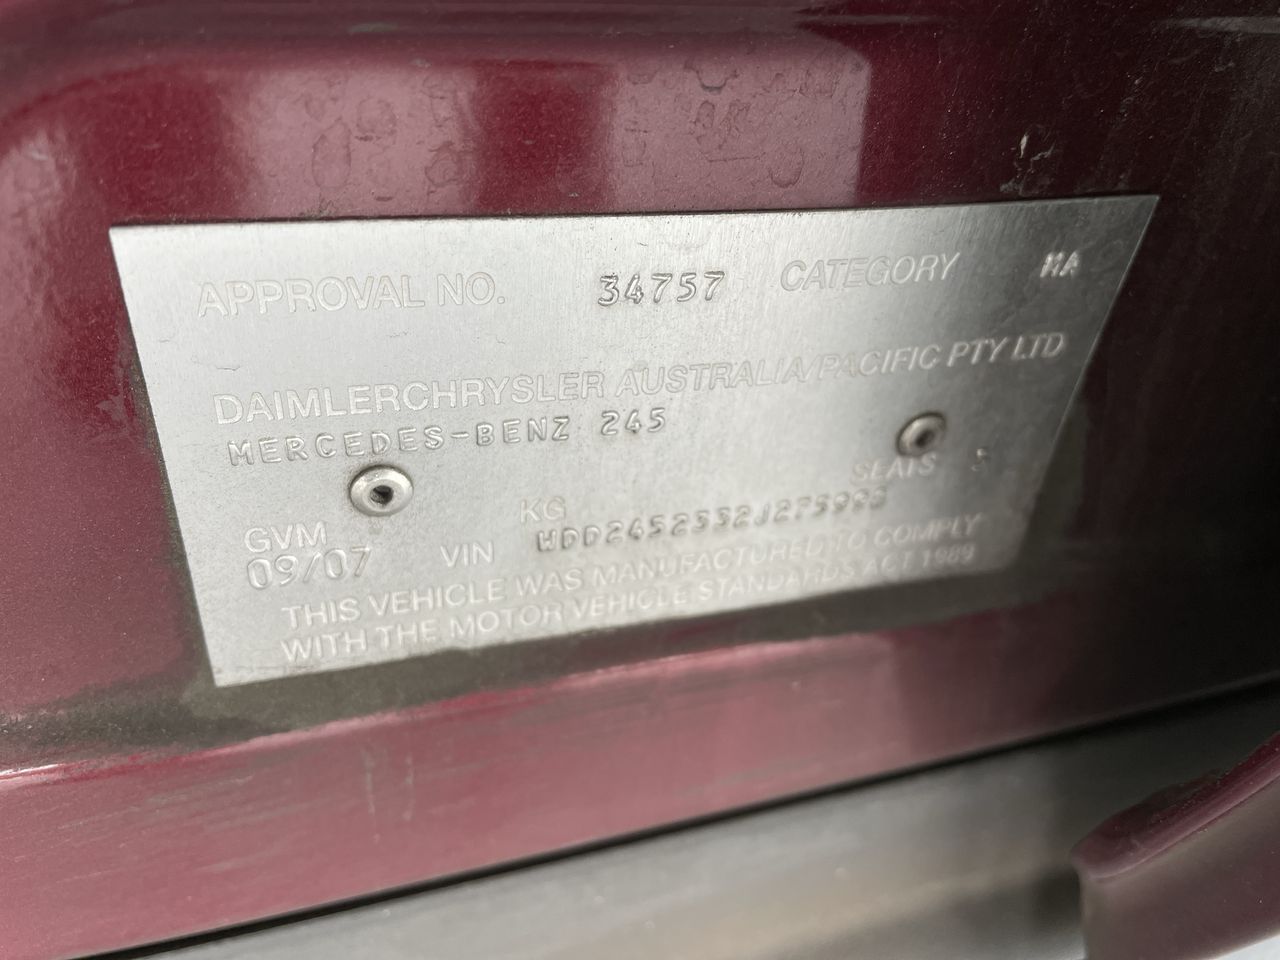 APPROVAL NO. 34757 CATEGORY MA
DAIMLERCHRYSLER AUSTRALIA/PACIFIC PTY LTD
MERCEDES-BENZ 245
SEATS 5
GVM KG
09/07 VIN
THIS VEHICLE WAS MANUFACTURED TO COMPLY
WITH THE MOTOR VEHICLE STANDARDS ACT 1989